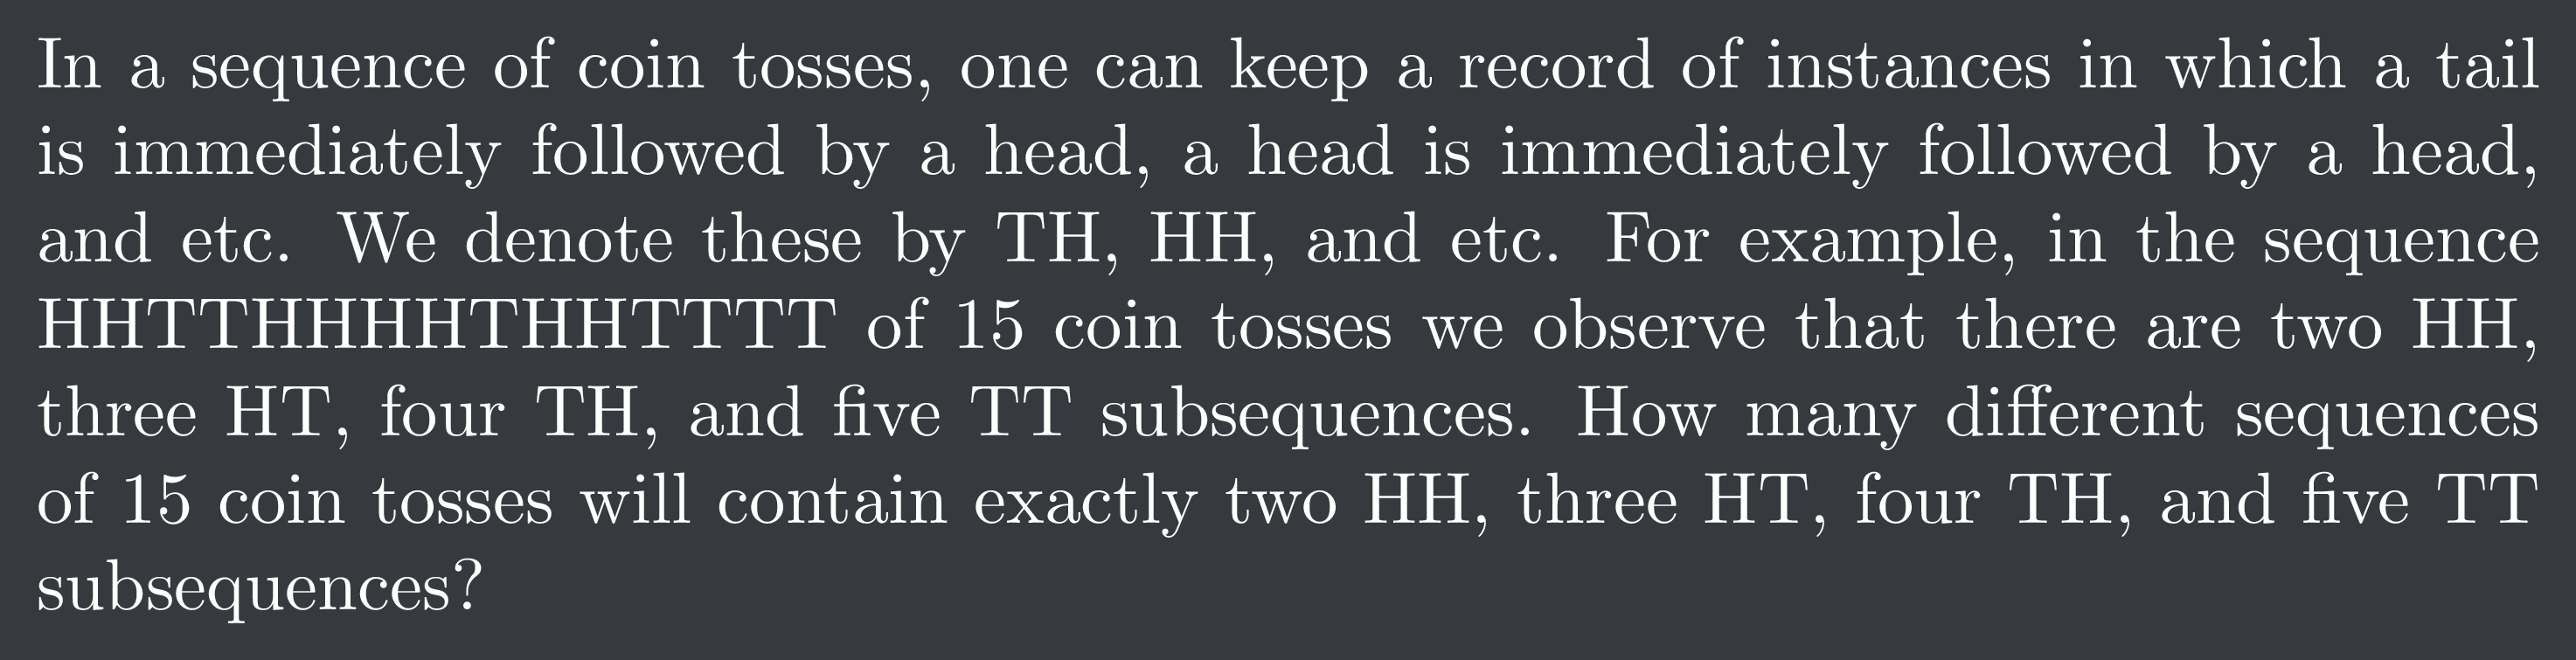 In a sequence of coin tosses, one can keep a record of instances in which a tail
is immediately followed by a head, a head is immediately followed by a head,
and etc. We denote these by TH, HH, and etc. For example, in the sequence
HHTTHHHHTHHTTTT of 15 coin tosses we observe that there are two HH,
three HT, four TH, and five TT subsequences. How many different sequences
of 15 coin tosses will contain exactly two HH, three HT, four TH, and five TT
subsequences?